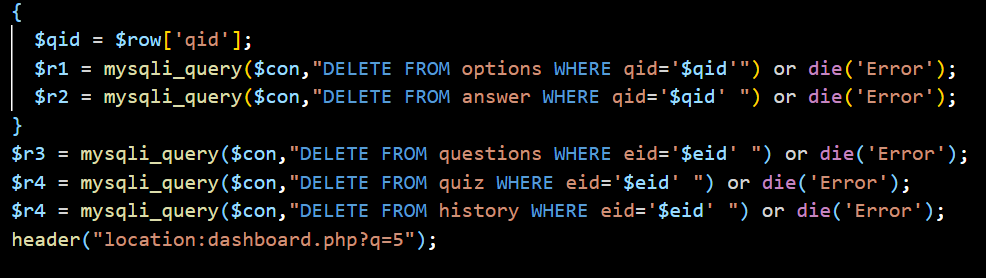 {
$qid = $row['qid'];
$r1 = mysqli_query($con,"DELETE FROM options WHERE qid='$qid'") or die('Error');
$r2 = mysqli_query($con,"DELETE FROM answer WHERE qid='$qid' ") or die('Error');
}
$r3 = mysqli_query($con,"DELETE FROM questions WHERE eid='$eid' ") or die('Error');
$r4 = mysqli_query($con,"DELETE FROM quiz WHERE eid='$eid' ") or die('Error');
$r4 = mysqli_query($con,"DELETE FROM history WHERE eid='$eid' ") or die('Error');
header("location:dashboard.php?q=5");